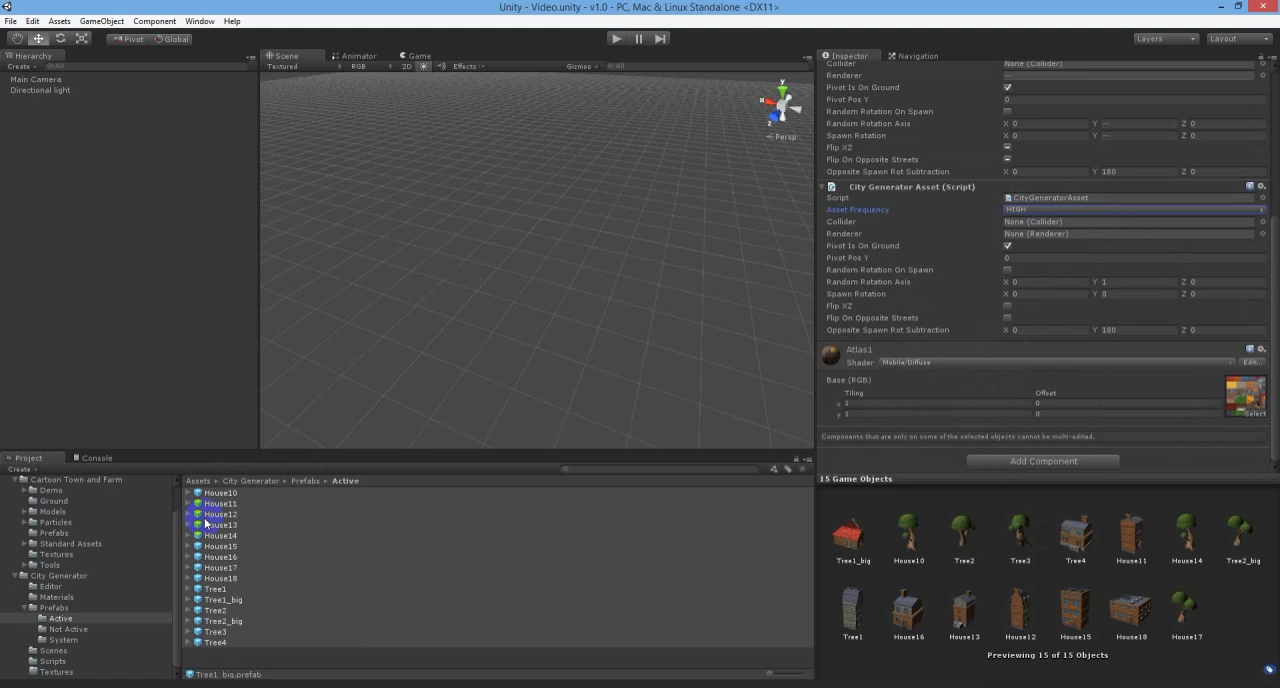 Unity - Video.unity - v1.0 - PC, Mac & Linux Standalone <DX11>
File Edit Assets GameObject Component Window Help
Pivot Global Layers Layout
Hierarchy Scene Animator Game Inspector Navigation
Create All Textured RGB 2D Effects Gizmos All
Main Camera
Directional light
y
x
z
Persp
Collider None (Collider)
Renderer —
Pivot Is On Ground
Pivot Pos Y 0
Random Rotation On Spawn
Random Rotation Axis X 0 Y — Z 0
Spawn Rotation X 0 Y — Z 0
Flip XZ
Flip On Opposite Streets
Opposite Spawn Rot Subtraction X 0 Y 180 Z 0
City Generator Asset (Script)
Script CityGeneratorAsset
Asset Frequency HIGH
Collider None (Collider)
Renderer None (Renderer)
Pivot Is On Ground
Pivot Pos Y 0
Random Rotation On Spawn
Random Rotation Axis X 0 Y 1 Z 0
Spawn Rotation X 0 Y 0 Z 0
Flip XZ
Flip On Opposite Streets
Opposite Spawn Rot Subtraction X 0 Y 180 Z 0
Atlas1
Shader Mobile/Diffuse Edit...
Base (RGB)
Tiling Offset
x 1 0
y 1 0
Select
Components that are only on some of the selected objects cannot be multi-edited.
Add Component
Project Console
Create
Cartoon Town and Farm
Demo
Ground
Models
Particles
Prefabs
Standard Assets
Textures
Tools
City Generator
Editor
Materials
Prefabs
Active
Not Active
System
Scenes
Scripts
Textures
Assets ▸ City Generator ▸ Prefabs ▸ Active
House10
House11
House12
House13
House14
House15
House16
House17
House18
Tree1
Tree1_big
Tree2
Tree2_big
Tree3
Tree4
Tree1_big.prefab
15 Game Objects
Tree1_big House10 Tree2 Tree3 Tree4 House11 House14 Tree2_big
Tree1 House16 House13 House12 House15 House18 House17
Previewing 15 of 15 Objects